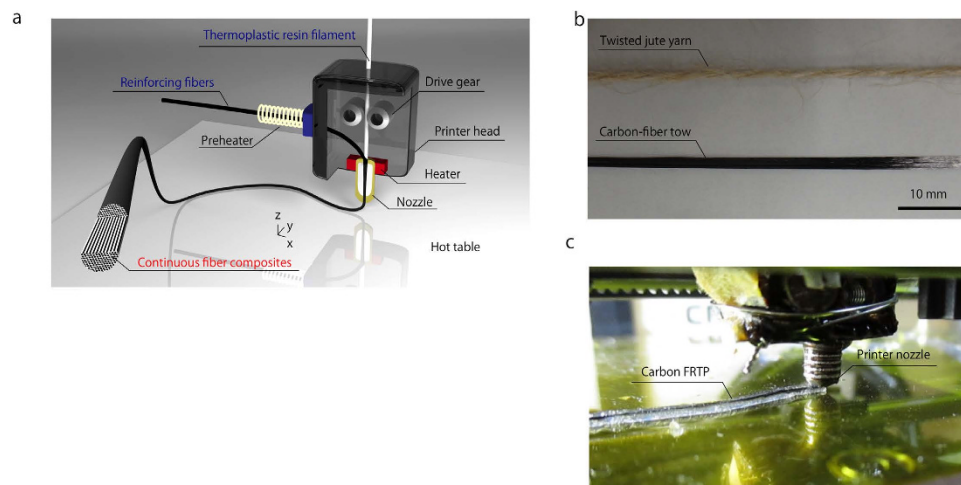 a
Thermoplastic resin filament
Reinforcing fibers
Drive gear
Preheater
Printer head
Heater
Nozzle
z
y
x
Hot table
Continuous fiber composites
b
Twisted jute yarn
Carbon-fiber tow
10 mm
c
Printer nozzle
Carbon FRTP